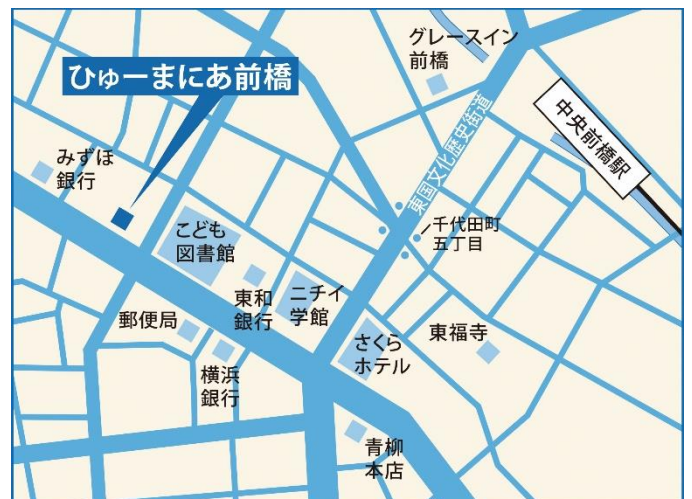 グレースイン
前橋
ひゅーまにあ前橋
中央前橋駅
東国文化歴史街道
みずほ
銀行
千代田町
五丁目
こども
図書館
東和
銀行
ニチイ
学館
郵便局
さくら
ホテル
東福寺
横浜
銀行
青柳
本店